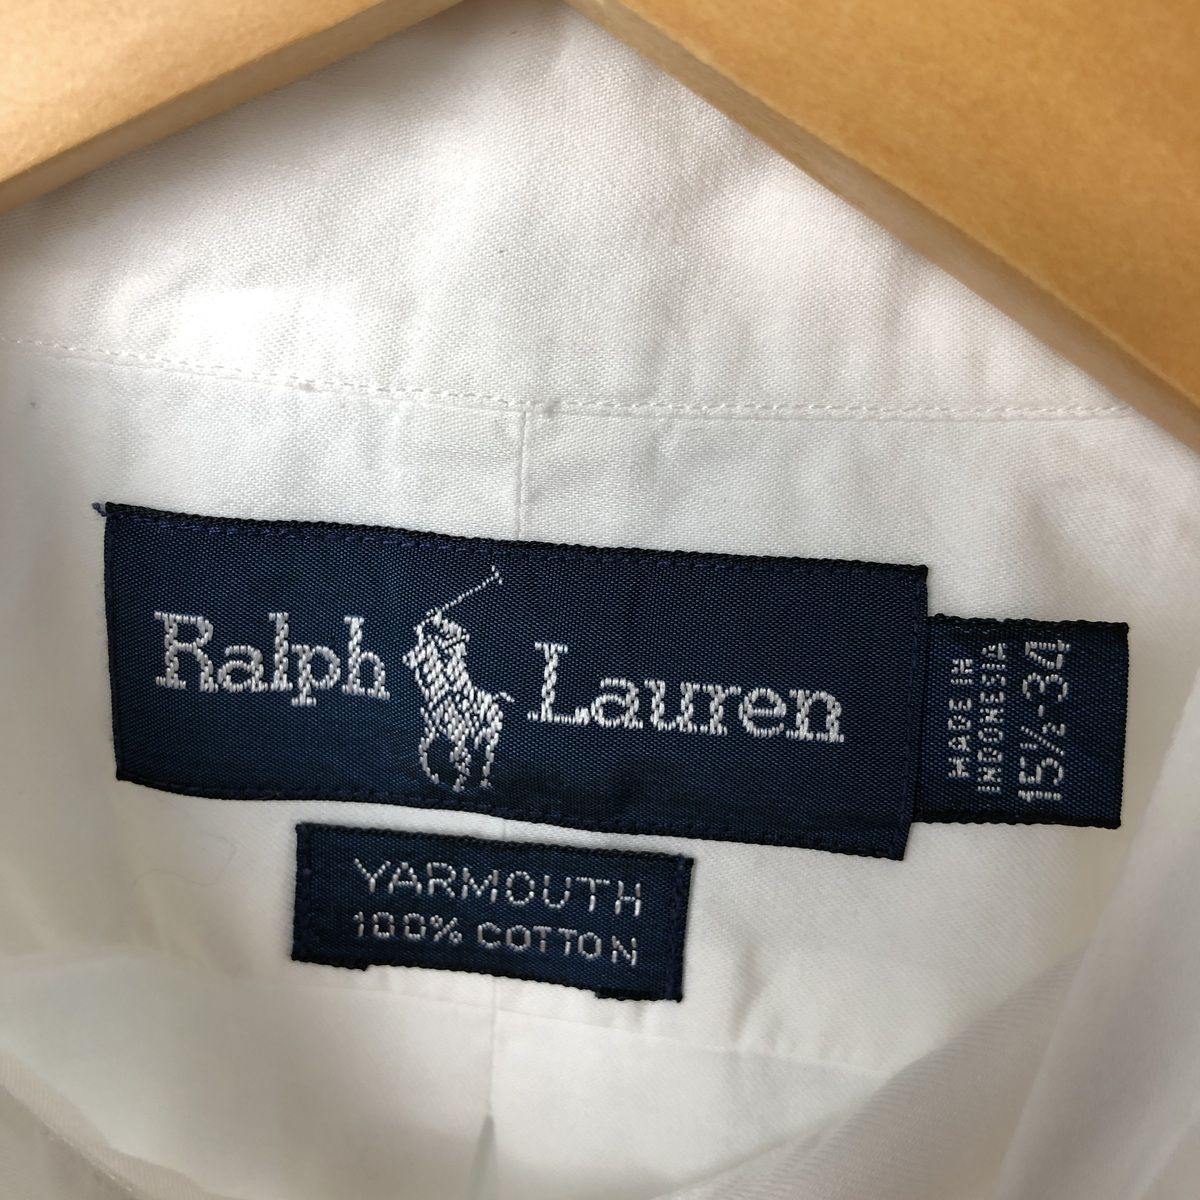 Ralph Lauren
MADE IN
INDONESIA
15½-34
YARMOUTH
100% COTTON